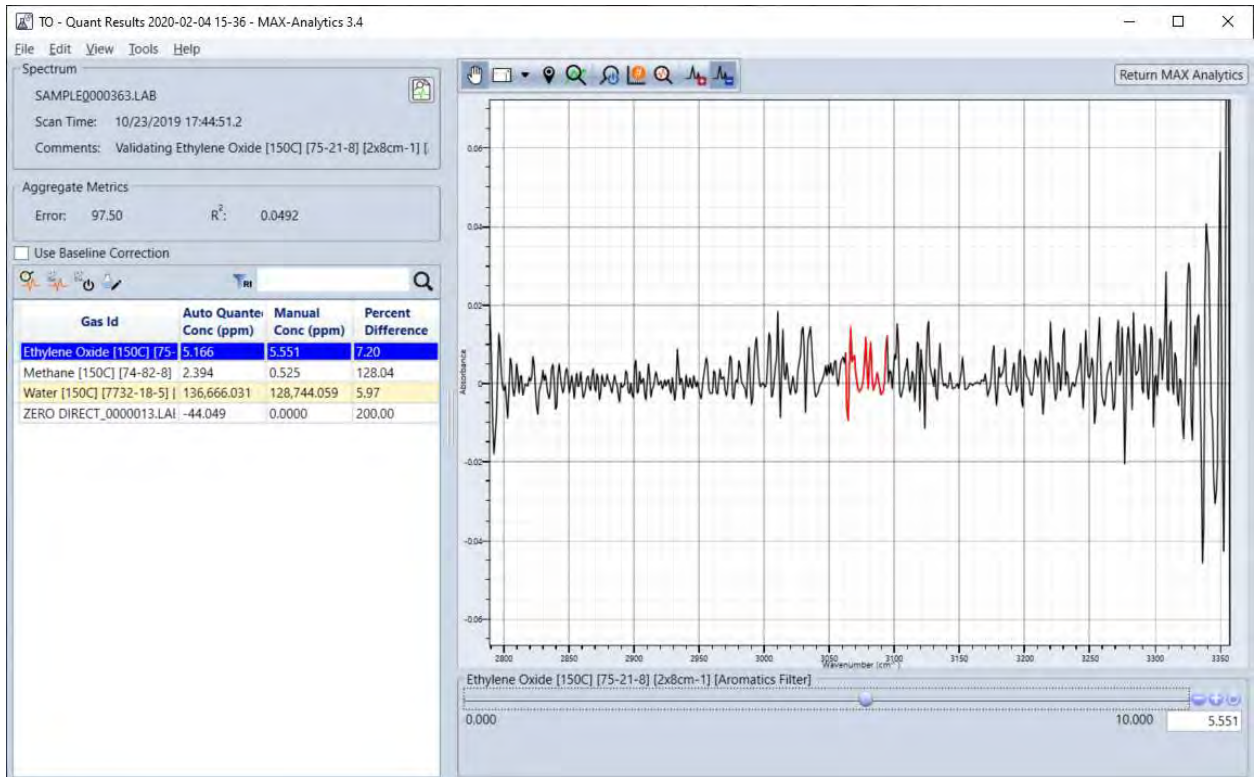 TO - Quant Results 2020-02-04 15-36 - MAX-Analytics 3.4
File Edit View Tools Help
Spectrum
SAMPLE0000363.LAB
Scan Time: 10/23/2019 17:44:51.2
Comments: Validating Ethylene Oxide [150C] [75-21-8] [2x8cm-1] [
Aggregate Metrics
Error: 97.50 R2: 0.0492
Use Baseline Correction
RI
Gas Id Auto Quante Conc (ppm) Manual Conc (ppm) Percent Difference
Ethylene Oxide [150C] [75- 5.166 5.551 7.20
Methane [150C] [74-82-8] 2.394 0.525 128.04
Water [150C] [7732-18-5] [ 136,666.031 128,744.059 5.97
ZERO DIRECT_0000013.LAI -44.049 0.0000 200.00
Return MAX Analytics
0.06
0.04
0.02
0
-0.02
-0.04
-0.06
Absorbance
2800 2850 2900 2950 3000 3050 3100 3150 3200 3250 3300 3350
Wavenumber (cm-1)
Ethylene Oxide [150C] [75-21-8] [2x8cm-1] [Aromatics Filter]
0.000 10.000 5.551